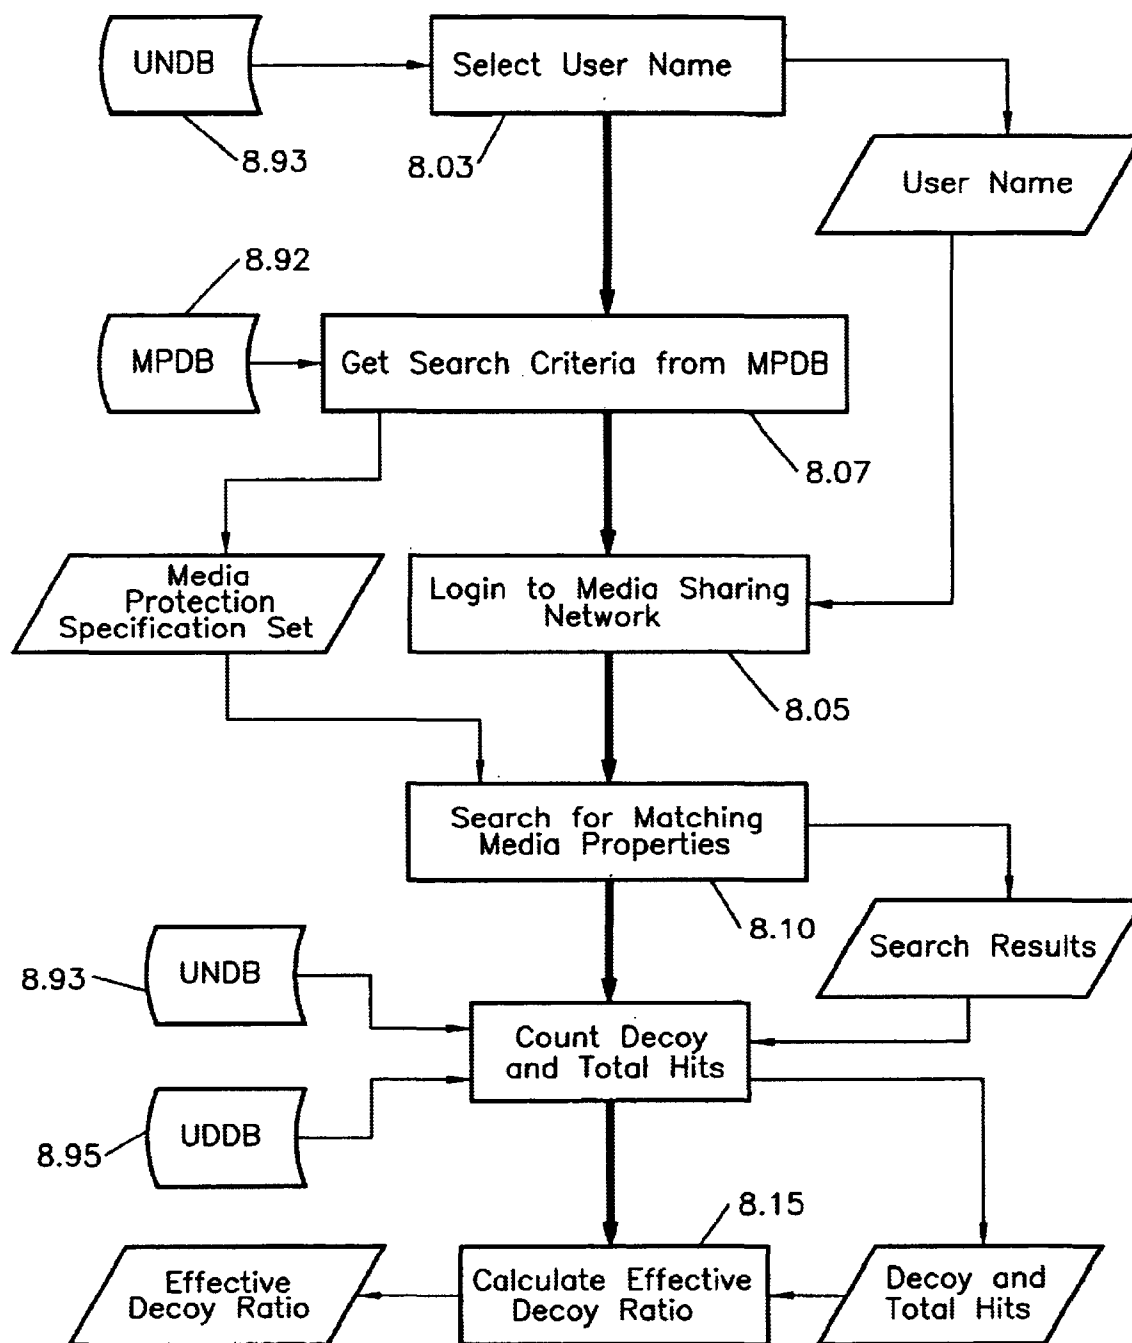 UNDB
Select User Name
8.93
8.03
User Name
8.92
MPDB
Get Search Criteria from MPDB
8.07
Media
Protection
Specification Set
Login to Media Sharing
Network
8.05
Search for Matching
Media Properties
8.10
Search Results
UNDB
8.93
Count Decoy
and Total Hits
UDDB
8.95
8.15
Effective
Decoy Ratio
Calculate Effective
Decoy Ratio
Decoy and
Total Hits